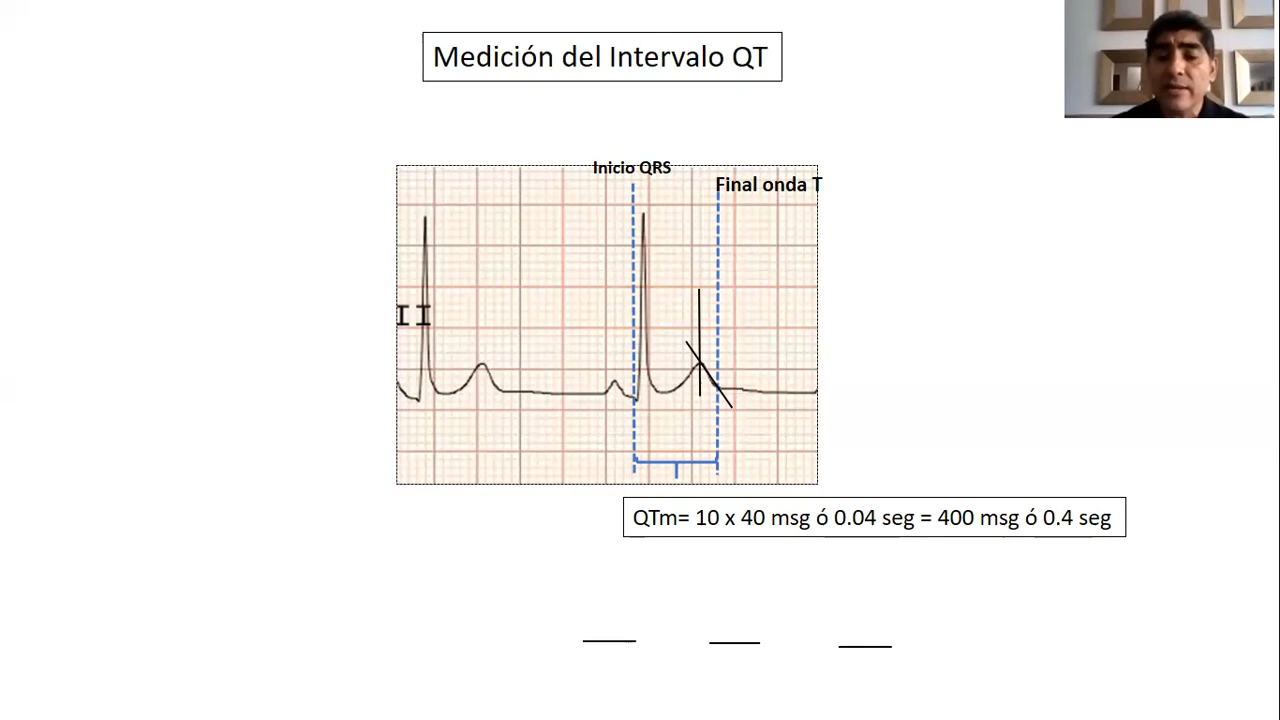 Medición del Intervalo QT
Inicio QRS
Final onda T
II
QTm= 10 x 40 msg ó 0.04 seg = 400 msg ó 0.4 seg